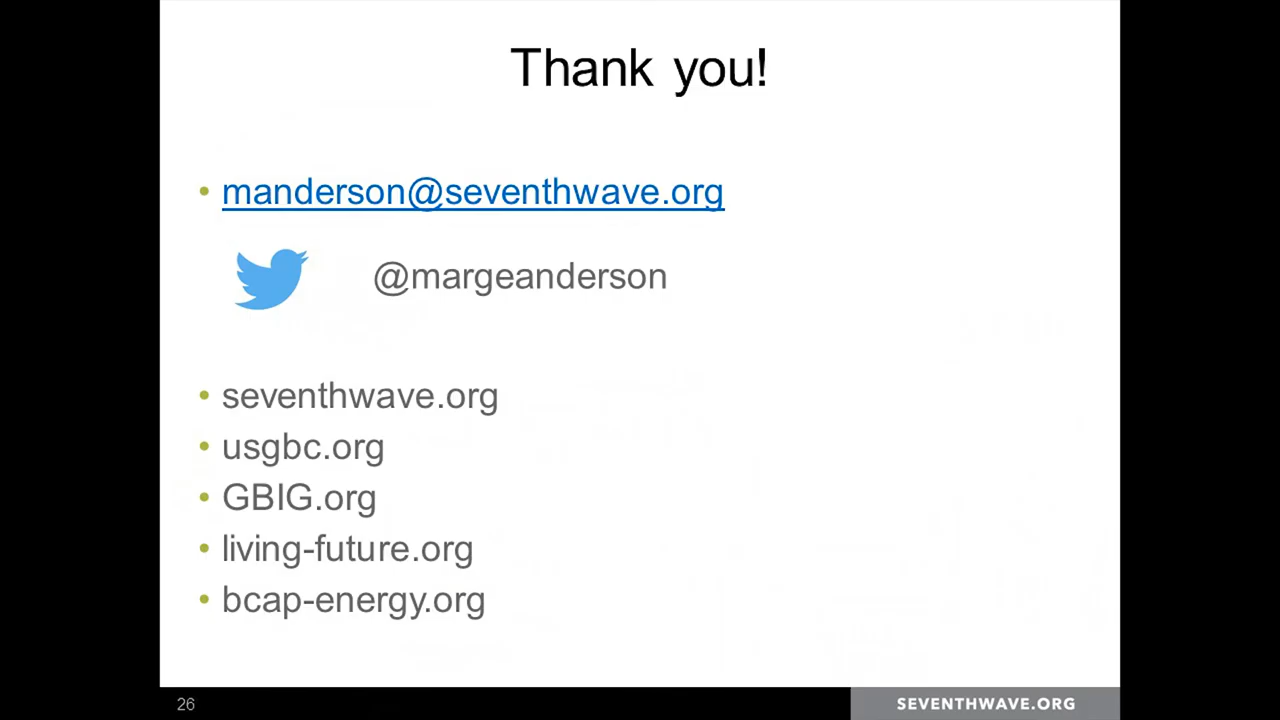 Thank you!
• manderson@seventhwave.org
@margeanderson
• seventhwave.org
• usgbc.org
• GBIG.org
• living-future.org
• bcap-energy.org
26
SEVENTHWAVE.ORG